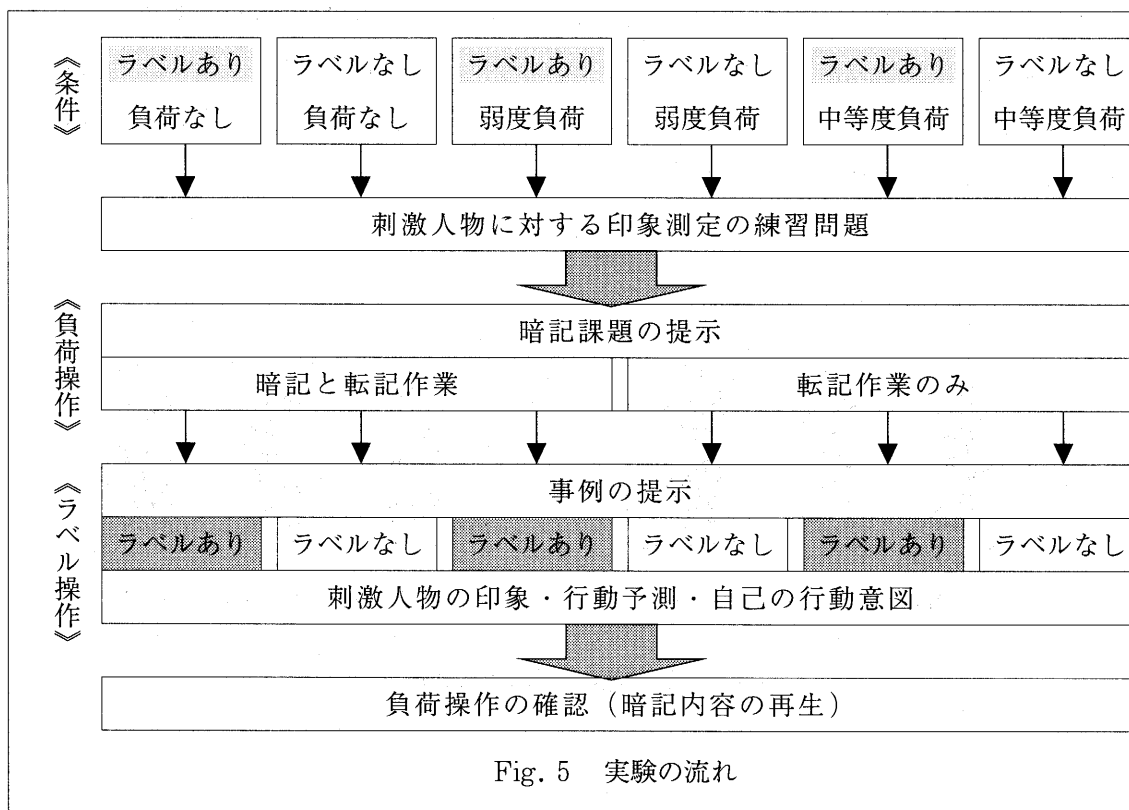 《条件》
ラベルあり ラベルなし ラベルあり ラベルなし ラベルあり ラベルなし
負荷なし 負荷なし 弱度負荷 弱度負荷 中等度負荷 中等度負荷
刺激人物に対する印象測定の練習問題
《負荷操作》
暗記課題の提示
暗記と転記作業 転記作業のみ
《ラベル操作》
事例の提示
ラベルあり ラベルなし ラベルあり ラベルなし ラベルあり ラベルなし
刺激人物の印象・行動予測・自己の行動意図
負荷操作の確認（暗記内容の再生）
Fig. 5 実験の流れ